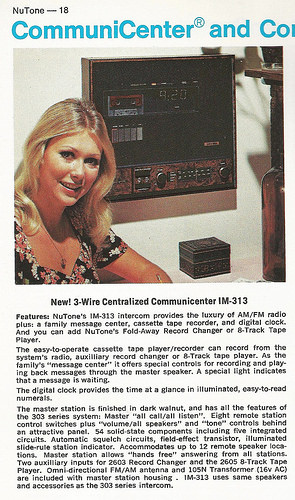 NuTone — 18
CommuniCenter® and Co
9:20
New! 3-Wire Centralized Communicenter IM-313
Features: NuTone's IM-313 intercom provides the luxury of AM/FM radio
plus: a family message center, cassette tape recorder, and digital clock.
And you can add NuTone's Fold-Away Record Changer or 8-Track Tape
Player.
The easy-to-operate cassette tape player/recorder can record from the
system's radio, auxilliary record changer or 8-Track tape player. As the
family's "message center" it offers special controls for recording and play-
ing back messages through the master speaker. A special light indicates
that a message is waiting.
The digital clock provides the time at a glance in illuminated, easy-to-read
numerals.
The master station is finished in dark walnut, and has all the features of
the 303 series system: Master "all call/all listen". Eight remote station
control switches plus "volume/all speakers" and "tone" controls behind
an attractive panel. 54 solid-state components including five integrated
circuits. Automatic squelch circuits, field-effect transistor, illuminated
slide-rule station indicator. Accommodates up to 12 remote speaker loca-
tions. Master station allows "hands free" answering from all stations.
Two auxiliary inputs for 2603 Record Changer and the 2605 8-Track Tape
Player. Omni-directional FM/AM antenna and 105N Transformer (16v AC)
are included with master station housing . IM-313 uses same speakers
and accessories as the 303 series intercom.